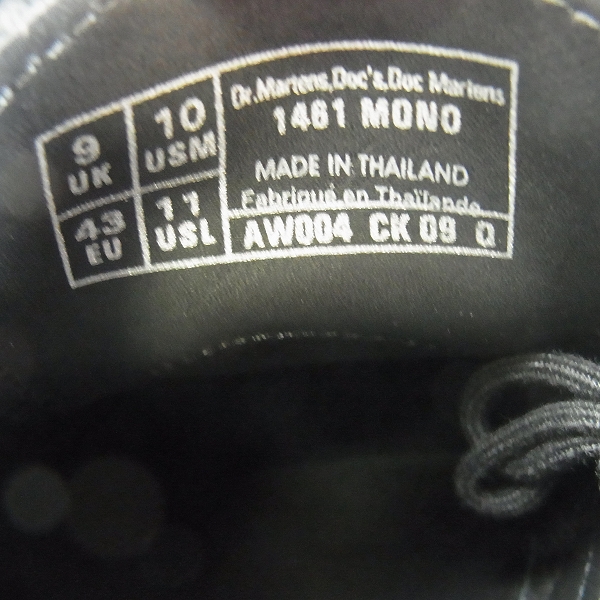 9
UK
10
USM
43
EU
11
USL
Dr.Martens,Doc's,Doc Martens
1461 MONO
MADE IN THAILAND
Fabriqué en Thaïlande
AW004 CK 09 Q